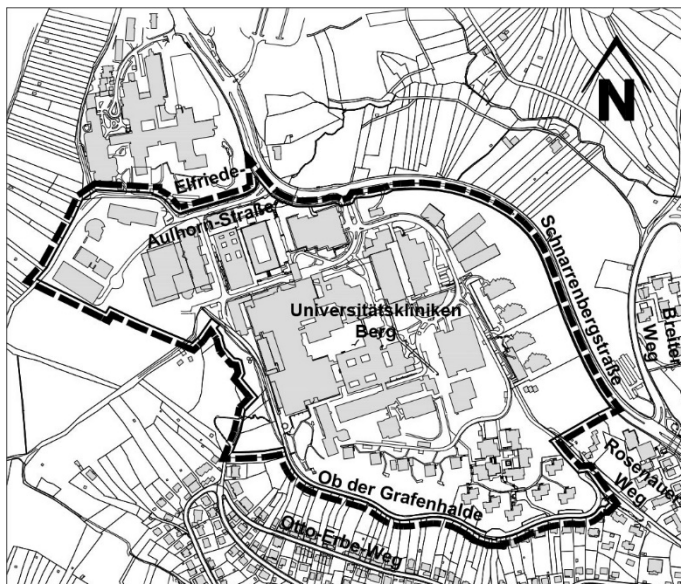 N
Elfriede-
Aulhorn-Straße
Schnarrenbergstraße
Universitätskliniken
Berg
Breiter
Weg
Rosenauer
Weg
Ob der Grafenhalde
Otto-Erbe-Weg